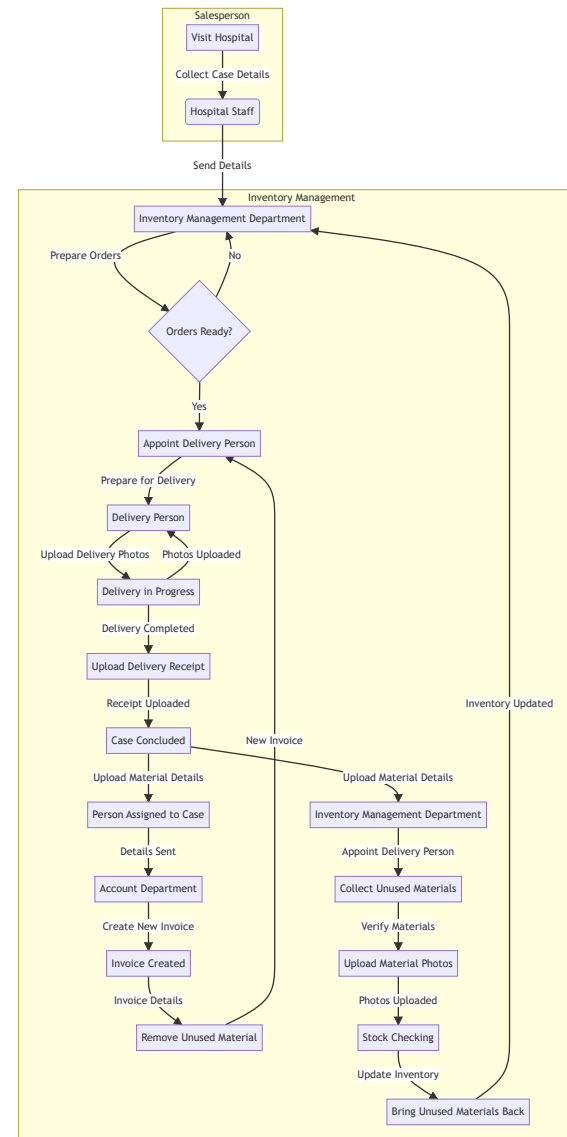 Salesperson
Visit Hospital
Collect Case Details
Hospital Staff
Send Details
Inventory Management
Inventory Management Department
Prepare Orders
No
Orders Ready?
Yes
Appoint Delivery Person
Prepare for Delivery
Delivery Person
Upload Delivery Photos
Photos Uploaded
Delivery in Progress
Delivery Completed
Upload Delivery Receipt
Receipt Uploaded
Inventory Updated
Case Concluded
New Invoice
Upload Material Details
Upload Material Details
Person Assigned to Case
Inventory Management Department
Details Sent
Appoint Delivery Person
Account Department
Collect Unused Materials
Create New Invoice
Verify Materials
Invoice Created
Upload Material Photos
Invoice Details
Photos Uploaded
Remove Unused Material
Stock Checking
Update Inventory
Bring Unused Materials Back